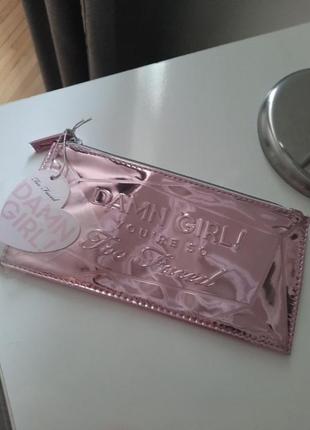 Too Faced
DAMN
GIRL!
DAMN GIRL!
YOU'RE SO
Too Faced